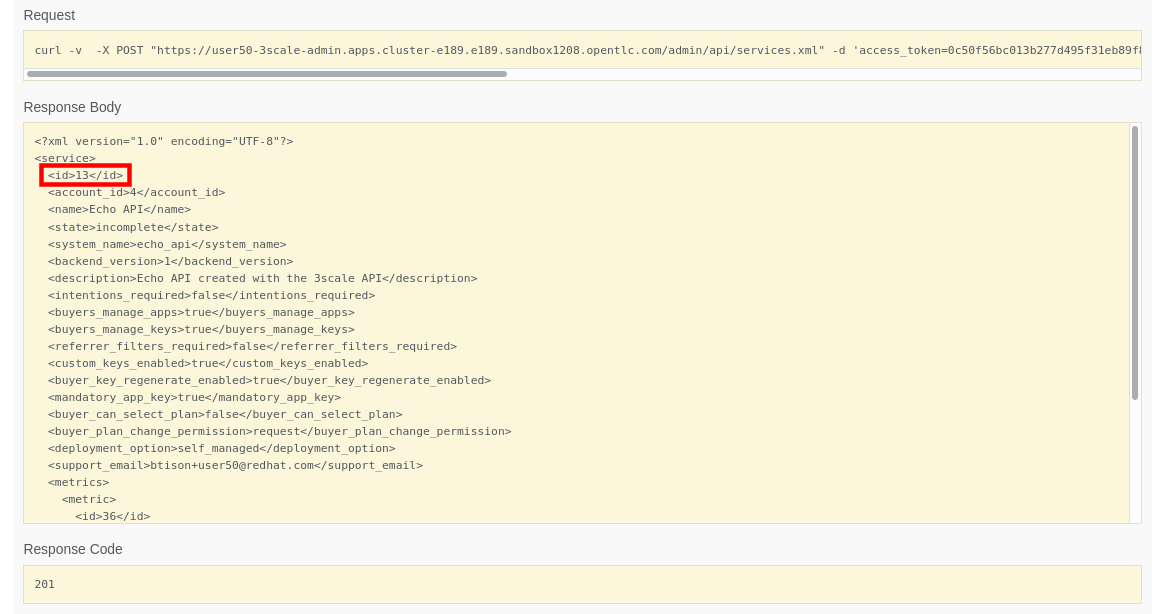 Request
curl -v  -X POST "https://user50-3scale-admin.apps.cluster-e189.e189.sandbox1208.opentlc.com/admin/api/services.xml" -d 'access_token=0c50f56bc013b277d495f31eb89f8
Response Body
<?xml version="1.0" encoding="UTF-8"?>
<service>
  <id>13</id>
  <account_id>4</account_id>
  <name>Echo API</name>
  <state>incomplete</state>
  <system_name>echo_api</system_name>
  <backend_version>1</backend_version>
  <description>Echo API created with the 3scale API</description>
  <intentions_required>false</intentions_required>
  <buyers_manage_apps>true</buyers_manage_apps>
  <buyers_manage_keys>true</buyers_manage_keys>
  <referrer_filters_required>false</referrer_filters_required>
  <custom_keys_enabled>true</custom_keys_enabled>
  <buyer_key_regenerate_enabled>true</buyer_key_regenerate_enabled>
  <mandatory_app_key>true</mandatory_app_key>
  <buyer_can_select_plan>false</buyer_can_select_plan>
  <buyer_plan_change_permission>request</buyer_plan_change_permission>
  <deployment_option>self_managed</deployment_option>
  <support_email>btison+user50@redhat.com</support_email>
  <metrics>
    <metric>
      <id>36</id>
Response Code
201